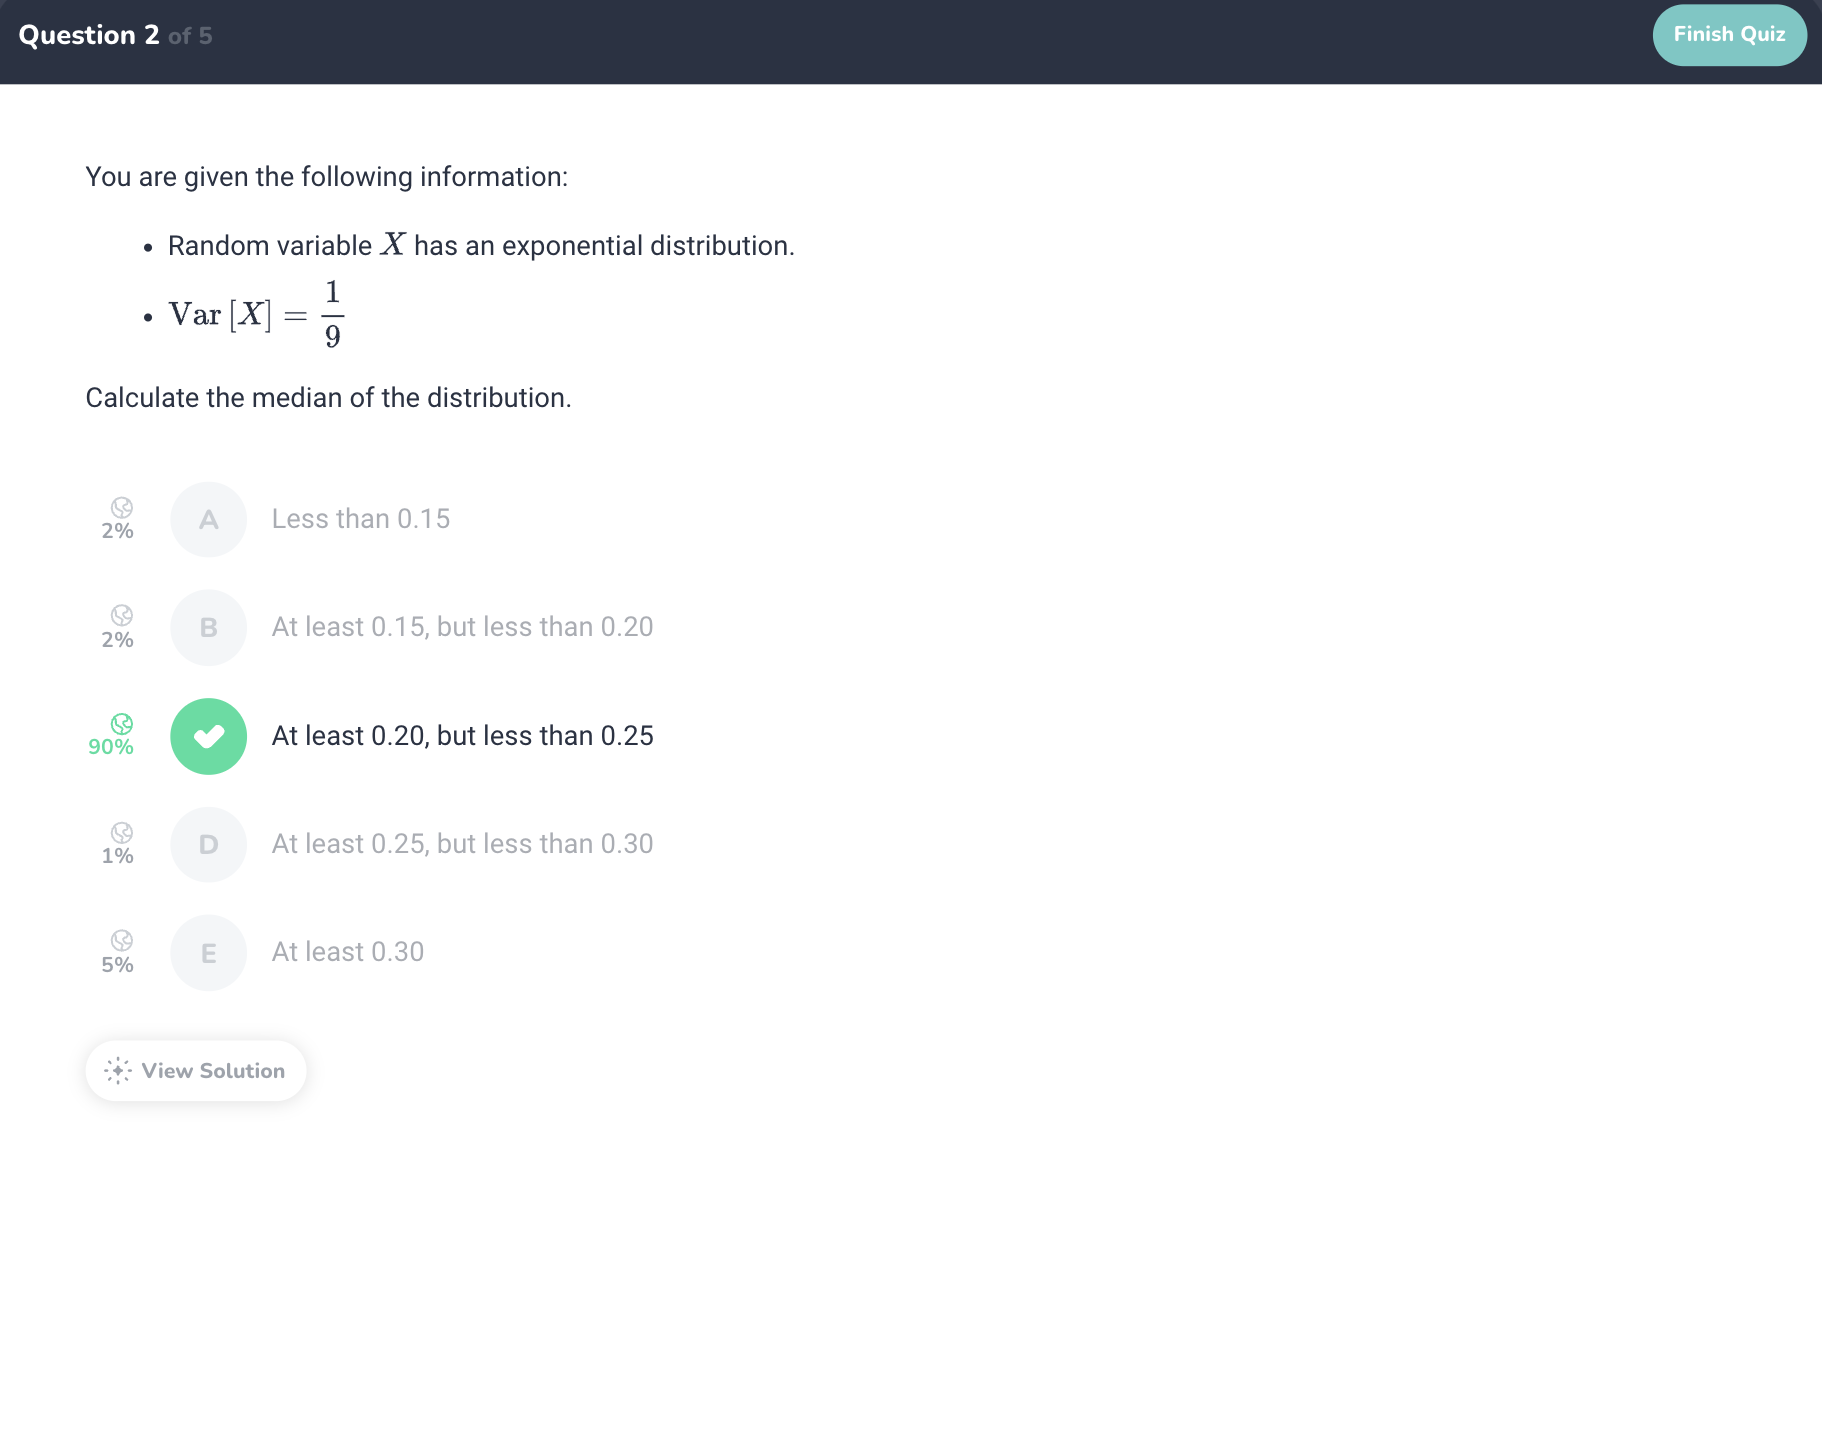 Question 2 of 5
Finish Quiz
You are given the following information:
• Random variable X has an exponential distribution.
• Var [X] = 1/9
Calculate the median of the distribution.
2% A Less than 0.15
2% B At least 0.15, but less than 0.20
90% At least 0.20, but less than 0.25
1% D At least 0.25, but less than 0.30
5% E At least 0.30
View Solution